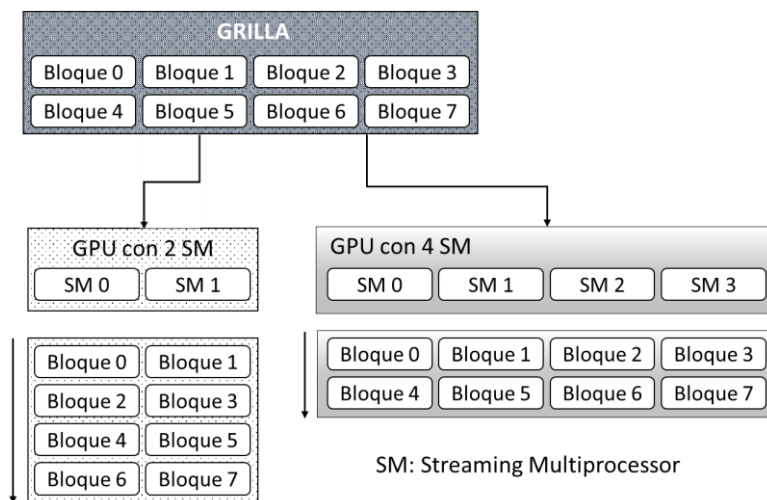 GRILLA
Bloque 0 Bloque 1 Bloque 2 Bloque 3
Bloque 4 Bloque 5 Bloque 6 Bloque 7
GPU con 2 SM
SM 0 SM 1
Bloque 0 Bloque 1
Bloque 2 Bloque 3
Bloque 4 Bloque 5
Bloque 6 Bloque 7
GPU con 4 SM
SM 0 SM 1 SM 2 SM 3
Bloque 0 Bloque 1 Bloque 2 Bloque 3
Bloque 4 Bloque 5 Bloque 6 Bloque 7
SM: Streaming Multiprocessor